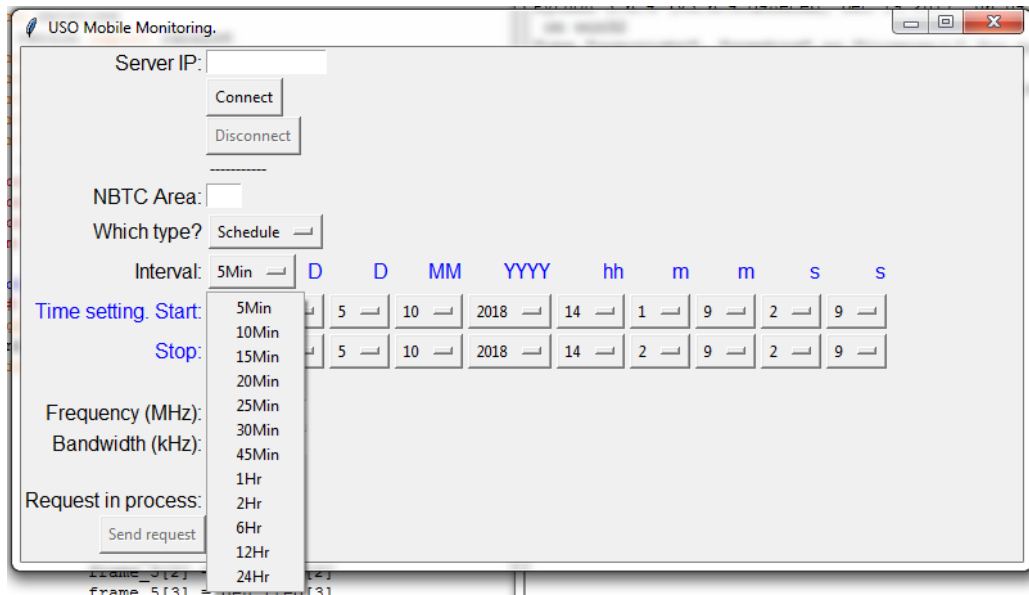 USO Mobile Monitoring.
Server IP:
Connect
Disconnect
-----------
NBTC Area:
Which type? Schedule
Interval: 5Min D D MM YYYY hh m m s s
Time setting. Start: 5 10 2018 14 1 9 2 9
Stop: 5 10 2018 14 2 9 2 9
5Min
10Min
15Min
20Min
25Min
30Min
45Min
1Hr
2Hr
6Hr
12Hr
24Hr
Frequency (MHz):
Bandwidth (kHz):
Request in process:
Send request